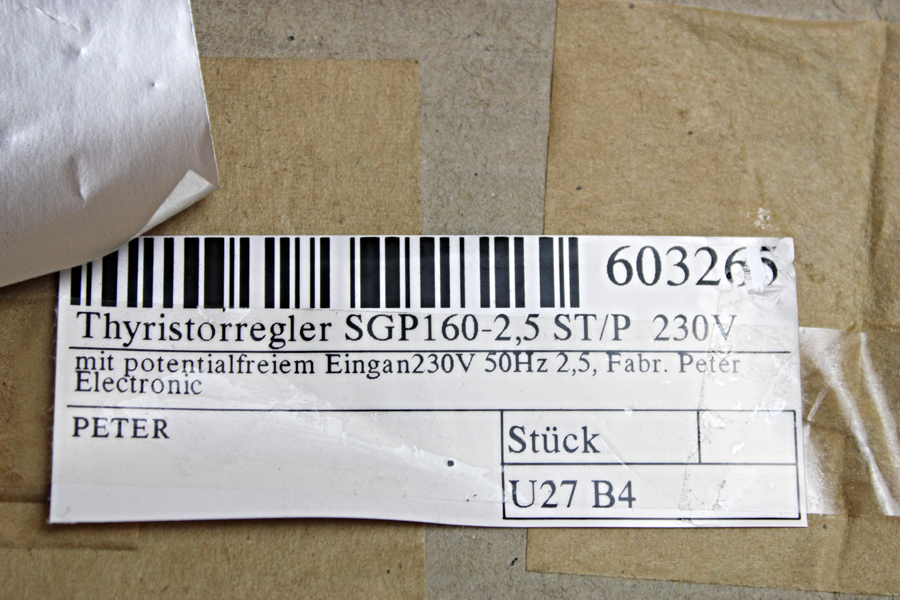 603265
Thyristorregler SGP160-2,5 ST/P 230V
mit potentialfreiem Eingan230V 50Hz 2,5, Fabr. Peter
Electronic
PETER
Stück
U27 B4